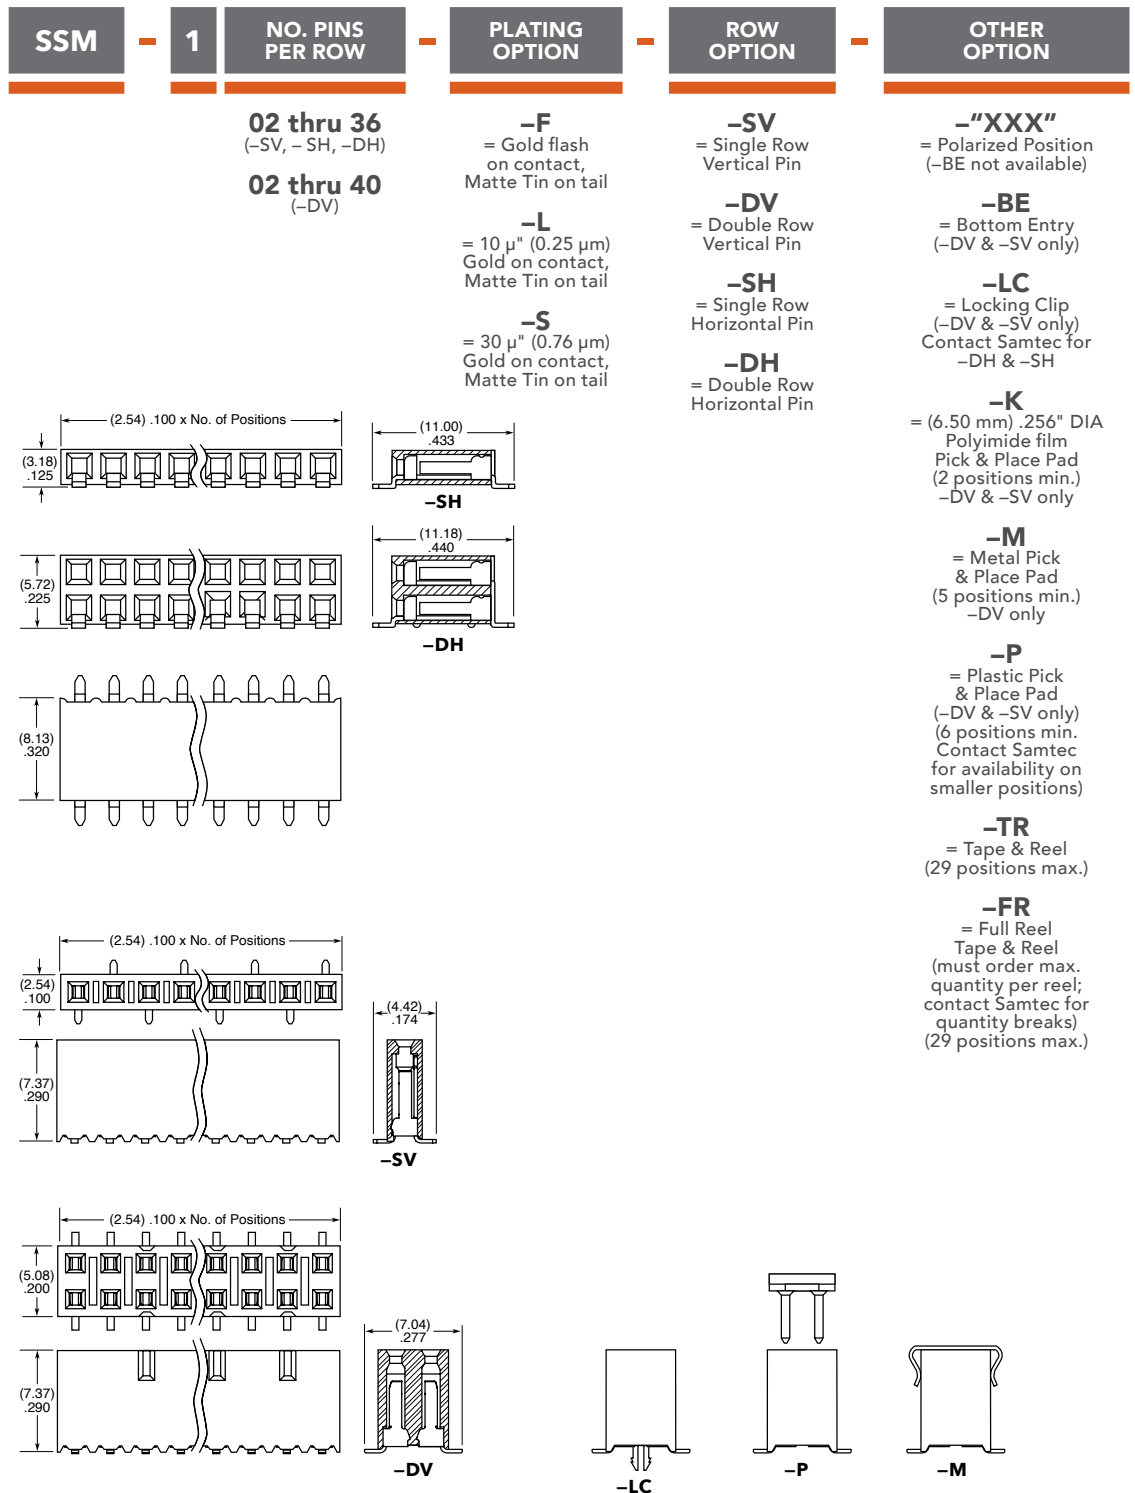 SSM - 1 NO. PINS PER ROW - PLATING OPTION - ROW OPTION - OTHER OPTION
02 thru 36
(–SV, – SH, –DH)
02 thru 40
(–DV)
–F
= Gold flash
on contact,
Matte Tin on tail
–L
= 10 µ" (0.25 µm)
Gold on contact,
Matte Tin on tail
–S
= 30 µ" (0.76 µm)
Gold on contact,
Matte Tin on tail
–SV
= Single Row
Vertical Pin
–DV
= Double Row
Vertical Pin
–SH
= Single Row
Horizontal Pin
–DH
= Double Row
Horizontal Pin
–"XXX"
= Polarized Position
(–BE not available)
–BE
= Bottom Entry
(–DV & –SV only)
–LC
= Locking Clip
(–DV & –SV only)
Contact Samtec for
–DH & –SH
–K
= (6.50 mm) .256" DIA
Polyimide film
Pick & Place Pad
(2 positions min.)
–DV & –SV only
–M
= Metal Pick
& Place Pad
(5 positions min.)
–DV only
–P
= Plastic Pick
& Place Pad
(–DV & –SV only)
(6 positions min.
Contact Samtec
for availability on
smaller positions)
–TR
= Tape & Reel
(29 positions max.)
–FR
= Full Reel
Tape & Reel
(must order max.
quantity per reel;
contact Samtec for
quantity breaks)
(29 positions max.)
(2.54) .100 x No. of Positions
(3.18)
.125
(11.00)
.433
–SH
(5.72)
.225
(11.18)
.440
–DH
(8.13)
.320
(2.54) .100 x No. of Positions
(2.54)
.100
(7.37)
.290
(4.42)
.174
–SV
(2.54) .100 x No. of Positions
(5.08)
.200
(7.37)
.290
(7.04)
.277
–DV
–LC
–P
–M